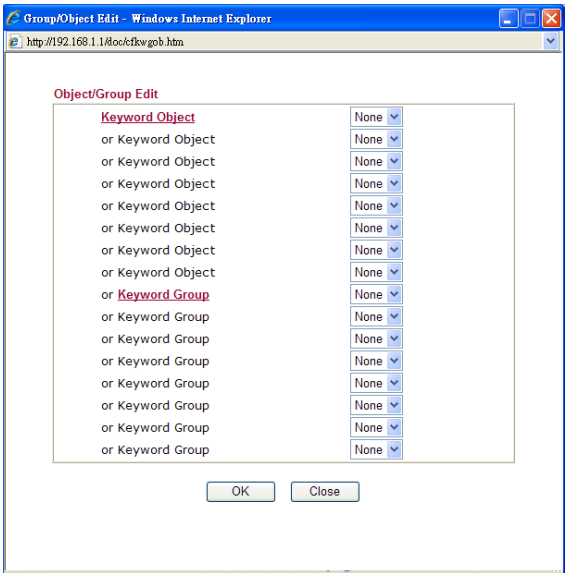 Group/Object Edit - Windows Internet Explorer
http://192.168.1.1/doc/cfkwgob.htm
Object/Group Edit
Keyword Object None
or Keyword Object None
or Keyword Object None
or Keyword Object None
or Keyword Object None
or Keyword Object None
or Keyword Object None
or Keyword Object None
or Keyword Group None
or Keyword Group None
or Keyword Group None
or Keyword Group None
or Keyword Group None
or Keyword Group None
or Keyword Group None
or Keyword Group None
OK Close